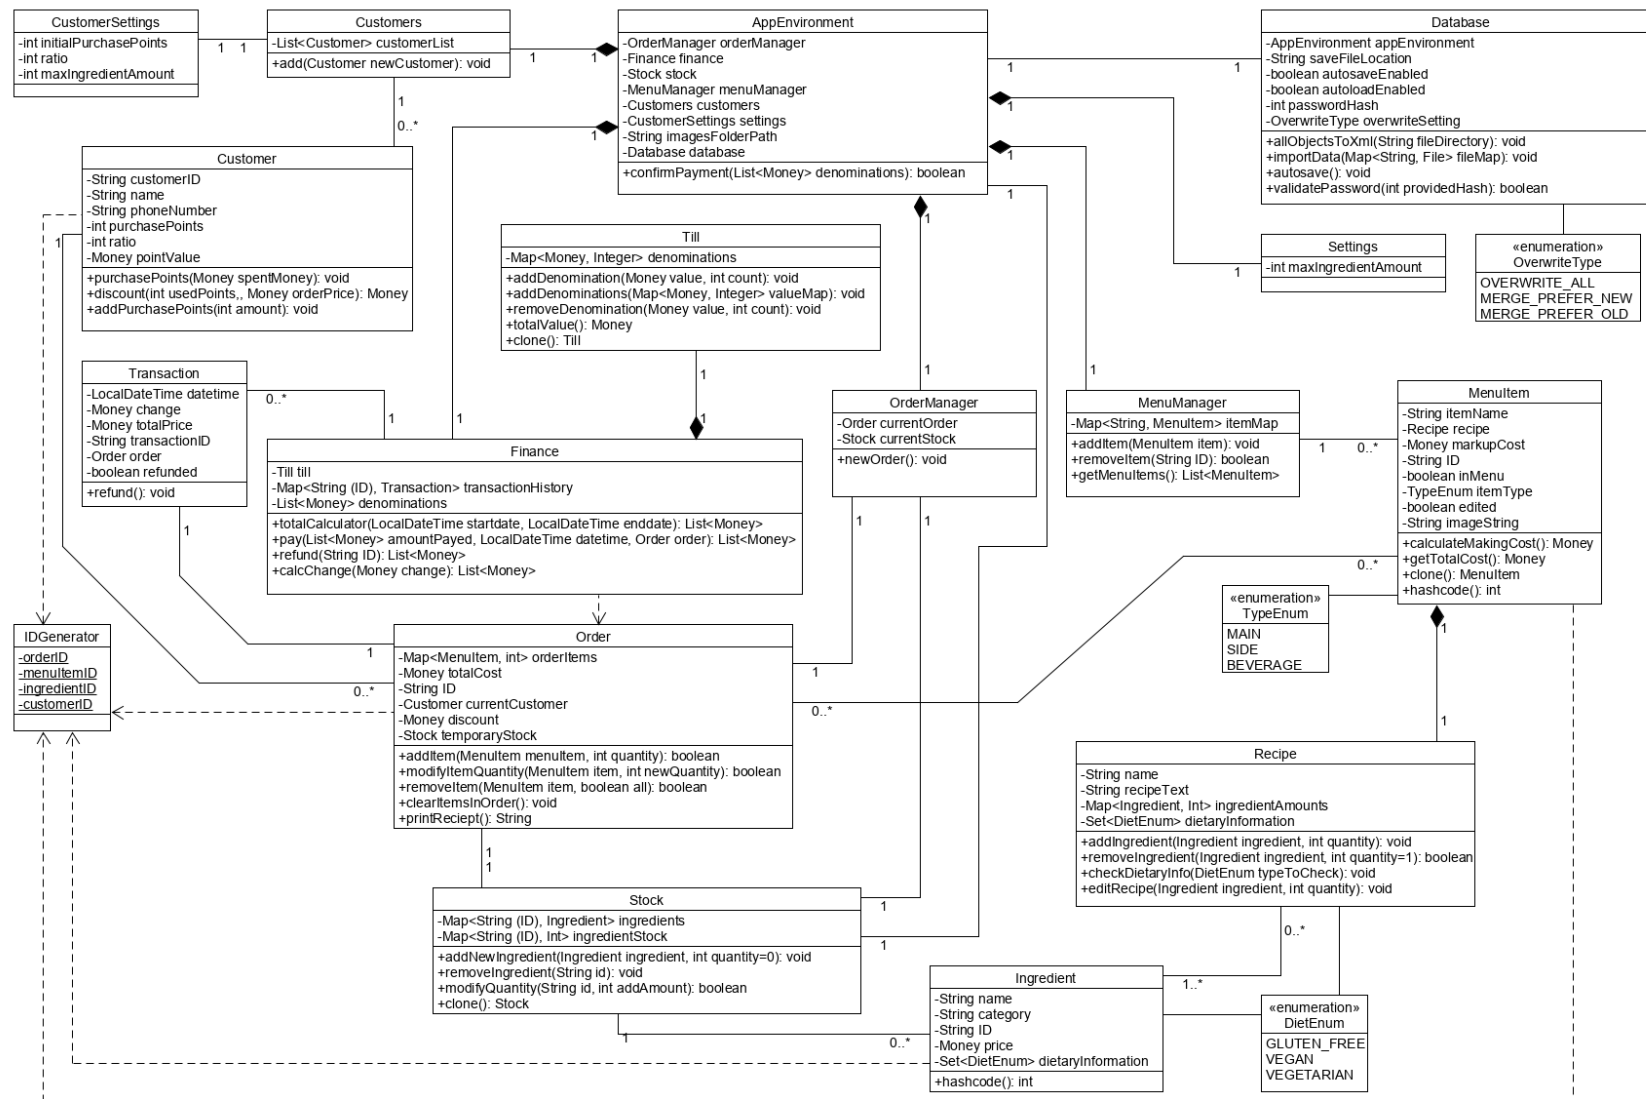 CustomerSettings
-int initialPurchasePoints
-int ratio
-int maxIngredientAmount
1 1
Customers
-List<Customer> customerList
+add(Customer newCustomer): void
1 1
1
0..*
AppEnvironment
-OrderManager orderManager
-Finance finance
-Stock stock
-MenuManager menuManager
-Customers customers
-CustomerSettings settings
-String imagesFolderPath
-Database database
+confirmPayment(List<Money> denominations): boolean
1
1
1
1
1
1
1
Database
-AppEnvironment appEnvironment
-String saveFileLocation
-boolean autosaveEnabled
-boolean autoloadEnabled
-int passwordHash
-OverwriteType overwriteSetting
+allObjectsToXml(String fileDirectory): void
+importData(Map<String, File> fileMap): void
+autosave(): void
+validatePassword(int providedHash): boolean
Customer
-String customerID
-String name
-String phoneNumber
-int purchasePoints
-int ratio
-Money pointValue
+purchasePoints(Money spentMoney): void
+discount(int usedPoints,, Money orderPrice): Money
+addPurchasePoints(int amount): void
1
Till
-Map<Money, Integer> denominations
+addDenomination(Money value, int count): void
+addDenominations(Map<Money, Integer> valueMap): void
+removeDenomination(Money value, int count): void
+totalValue(): Money
+clone(): Till
1
1
Settings
-int maxIngredientAmount
1
«enumeration»
OverwriteType
OVERWRITE_ALL
MERGE_PREFER_NEW
MERGE_PREFER_OLD
Transaction
-LocalDateTime datetime
-Money change
-Money totalPrice
-String transactionID
-Order order
-boolean refunded
+refund(): void
0..*
1
1
1
Finance
-Till till
-Map<String (ID), Transaction> transactionHistory
-List<Money> denominations
+totalCalculator(LocalDateTime startdate, LocalDateTime enddate): List<Money>
+pay(List<Money> amountPayed, LocalDateTime datetime, Order order): List<Money>
+refund(String ID): List<Money>
+calcChange(Money change): List<Money>
1
OrderManager
-Order currentOrder
-Stock currentStock
+newOrder(): void
1
1
1
MenuManager
-Map<String, MenuItem> itemMap
+addItem(MenuItem item): void
+removeItem(String ID): boolean
+getMenuItems(): List<MenuItem>
1 0..*
MenuItem
-String itemName
-Recipe recipe
-Money markupCost
-String ID
-boolean inMenu
-TypeEnum itemType
-boolean edited
-String imageString
+calculateMakingCost(): Money
+getTotalCost(): Money
+clone(): MenuItem
+hashcode(): int
0..*
1
1
«enumeration»
TypeEnum
MAIN
SIDE
BEVERAGE
IDGenerator
-orderID
-menuItemID
-ingredientID
-customerID
1
0..*
Order
-Map<MenuItem, int> orderItems
-Money totalCost
-String ID
-Customer currentCustomer
-Money discount
-Stock temporaryStock
+addItem(MenuItem menuItem, int quantity): boolean
+modifyItemQuantity(MenuItem item, int newQuantity): boolean
+removeItem(MenuItem item, boolean all): boolean
+clearItemsInOrder(): void
+printReciept(): String
1
0..*
1
1
Recipe
-String name
-String recipeText
-Map<Ingredient, Int> ingredientAmounts
-Set<DietEnum> dietaryInformation
+addIngredient(Ingredient ingredient, int quantity): void
+removeIngredient(Ingredient ingredient, int quantity=1): boolean
+checkDietaryInfo(DietEnum typeToCheck): void
+editRecipe(Ingredient ingredient, int quantity): void
0..*
1..*
Stock
-Map<String (ID), Ingredient> ingredients
-Map<String (ID), Int> ingredientStock
+addNewIngredient(Ingredient ingredient, int quantity=0): void
+removeIngredient(String id): void
+modifyQuantity(String id, int addAmount): boolean
+clone(): Stock
1
1
1
0..*
Ingredient
-String name
-String category
-String ID
-Money price
-Set<DietEnum> dietaryInformation
+hashcode(): int
«enumeration»
DietEnum
GLUTEN_FREE
VEGAN
VEGETARIAN